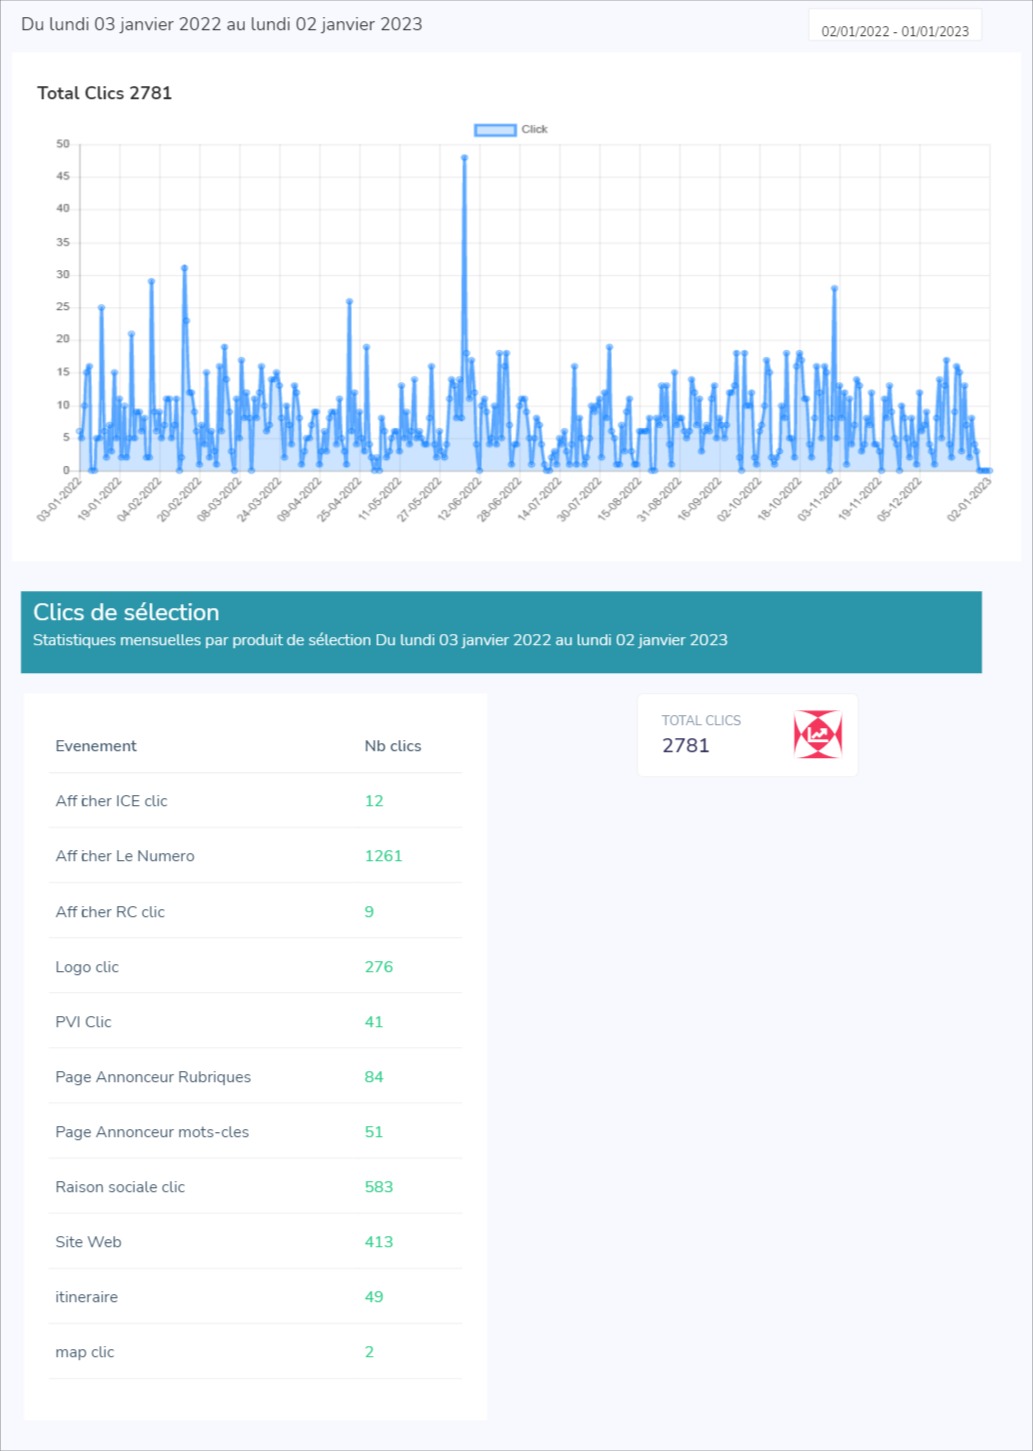 Du lundi 03 janvier 2022 au lundi 02 janvier 2023
02/01/2022 - 01/01/2023
Total Clics 2781
Click
50
45
40
35
30
25
20
15
10
5
0
03-01-2022
19-01-2022
04-02-2022
20-02-2022
08-03-2022
24-03-2022
09-04-2022
25-04-2022
11-05-2022
27-05-2022
12-06-2022
28-06-2022
14-07-2022
30-07-2022
15-08-2022
31-08-2022
16-09-2022
02-10-2022
18-10-2022
03-11-2022
19-11-2022
05-12-2022
02-01-2023
Clics de sélection
Statistiques mensuelles par produit de sélection Du lundi 03 janvier 2022 au lundi 02 janvier 2023
Evenement Nb clics
TOTAL CLICS
2781
Afficher ICE clic 12
Afficher Le Numero 1261
Afficher RC clic 9
Logo clic 276
PVI Clic 41
Page Annonceur Rubriques 84
Page Annonceur mots-cles 51
Raison sociale clic 583
Site Web 413
itineraire 49
map clic 2